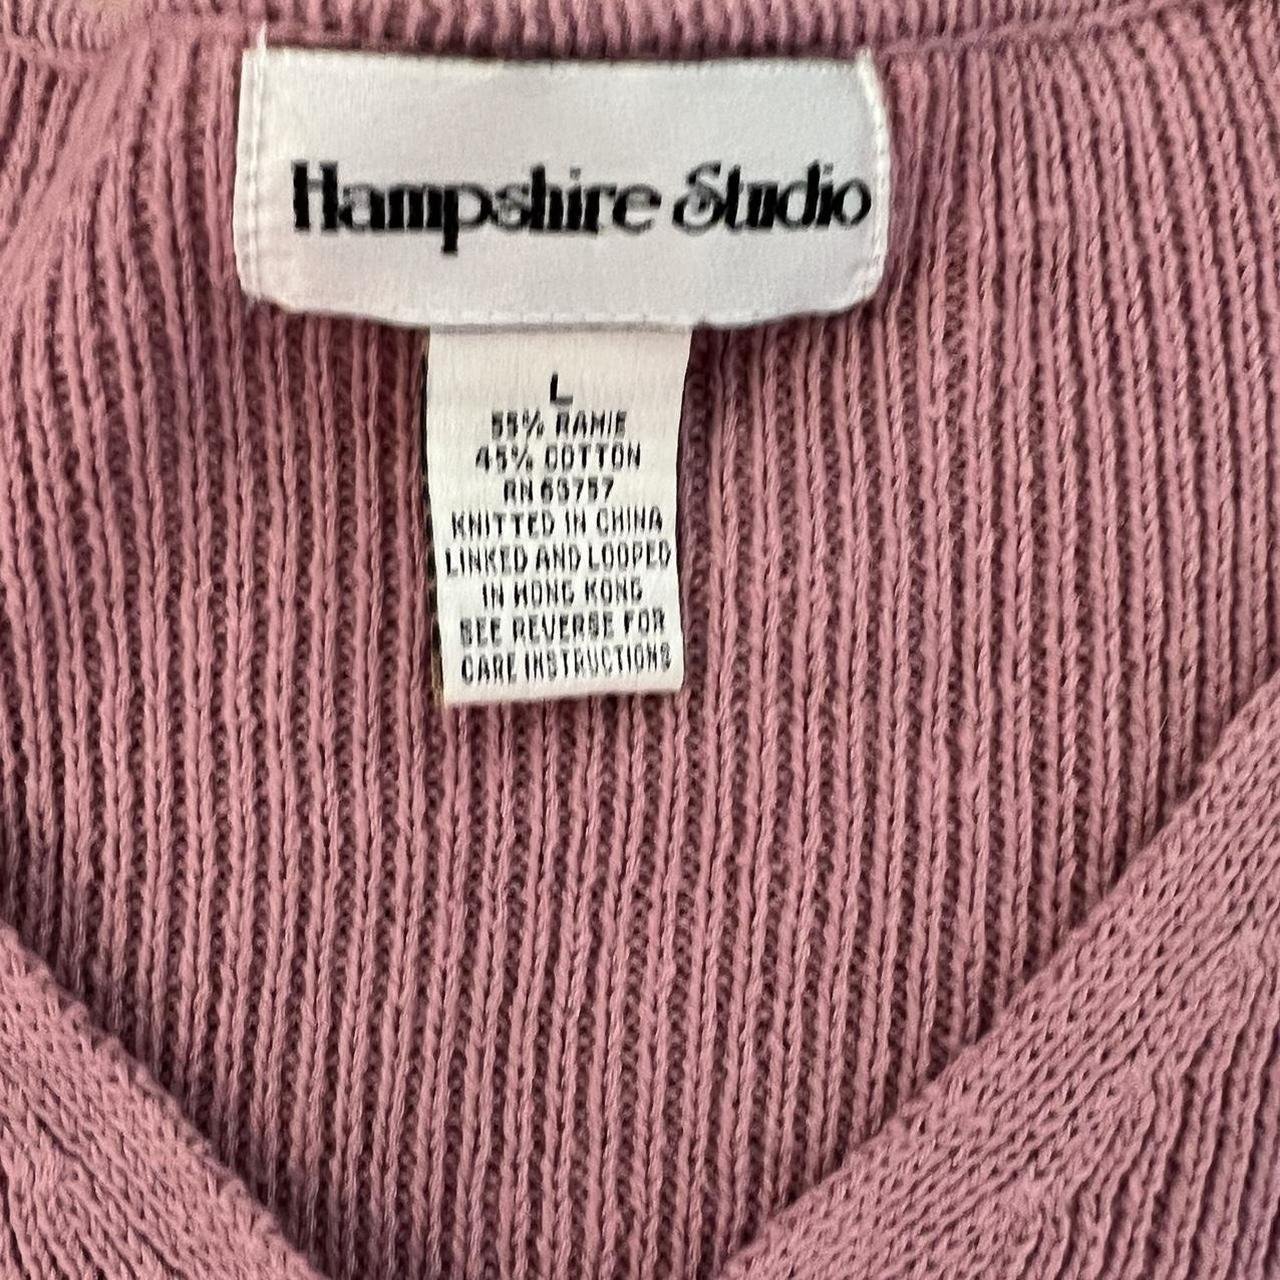 Hampshire Studio
L
55% RAMIE
45% COTTON
RN 69757
KNITTED IN CHINA
LINKED AND LOOPED
IN HONG KONG
SEE REVERSE FOR
CARE INSTRUCTIONS